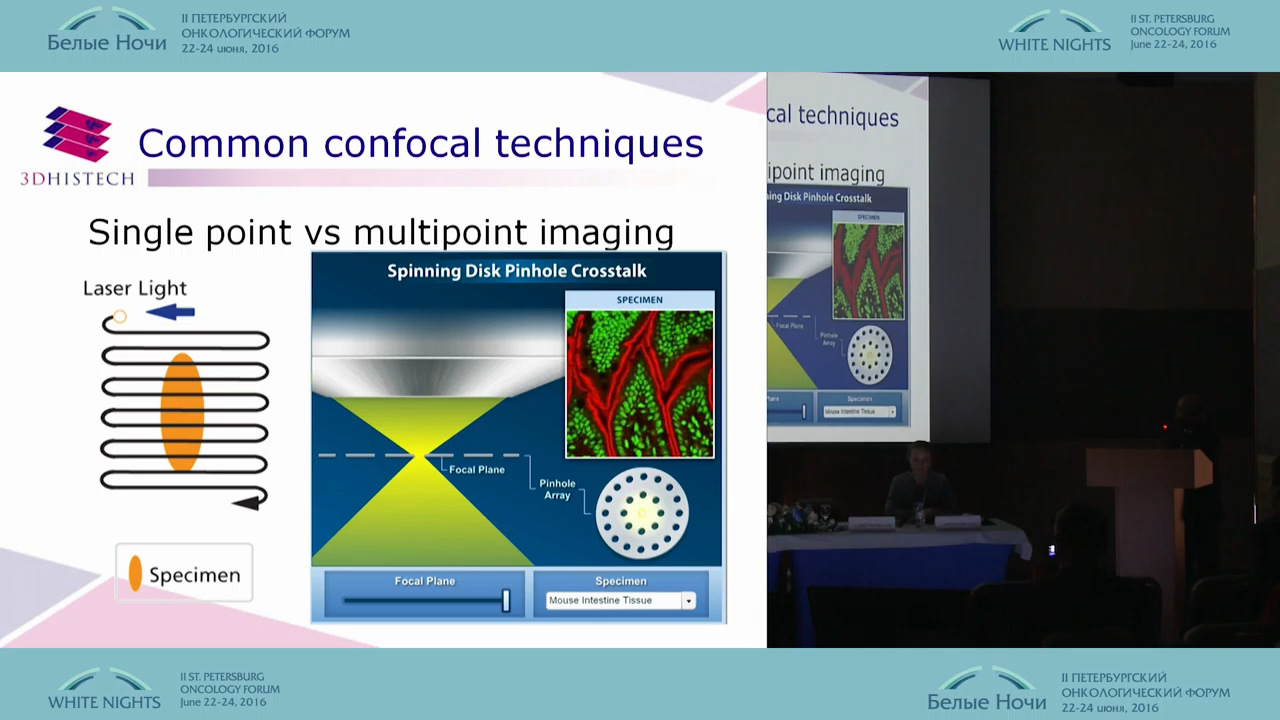 Белые Ночи
II ПЕТЕРБУРГСКИЙ
ОНКОЛОГИЧЕСКИЙ ФОРУМ
22-24 июня, 2016
WHITE NIGHTS
II ST. PETERSBURG
ONCOLOGY FORUM
June 22-24, 2016
3DHISTECH
Common confocal techniques
Single point vs multipoint imaging
Laser Light
Specimen
Spinning Disk Pinhole Crosstalk
SPECIMEN
Focal Plane
Pinhole
Array
Focal Plane
Specimen
Mouse Intestine Tissue
cal techniques
ipoint imaging
ning Disk Pinhole Crosstalk
SPECIMEN
Focal Plane
Pinhole
Array
Plane
Specimen
Mouse Intestine Tissue
WHITE NIGHTS
II ST. PETERSBURG
ONCOLOGY FORUM
June 22-24, 2016
Белые Ночи
II ПЕТЕРБУРГСКИЙ
ОНКОЛОГИЧЕСКИЙ ФОРУМ
22-24 июня, 2016